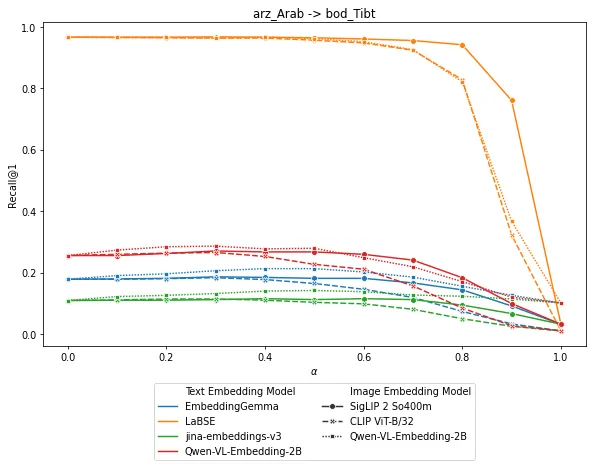 arz_Arab -> bod_Tibt
1.0
0.8
0.6
0.4
0.2
0.0
Recall@1
0.0 0.2 0.4 0.6 0.8 1.0
α
Text Embedding Model Image Embedding Model
EmbeddingGemma SigLIP 2 So400m
LaBSE CLIP ViT-B/32
jina-embeddings-v3 Qwen-VL-Embedding-2B
Qwen-VL-Embedding-2B